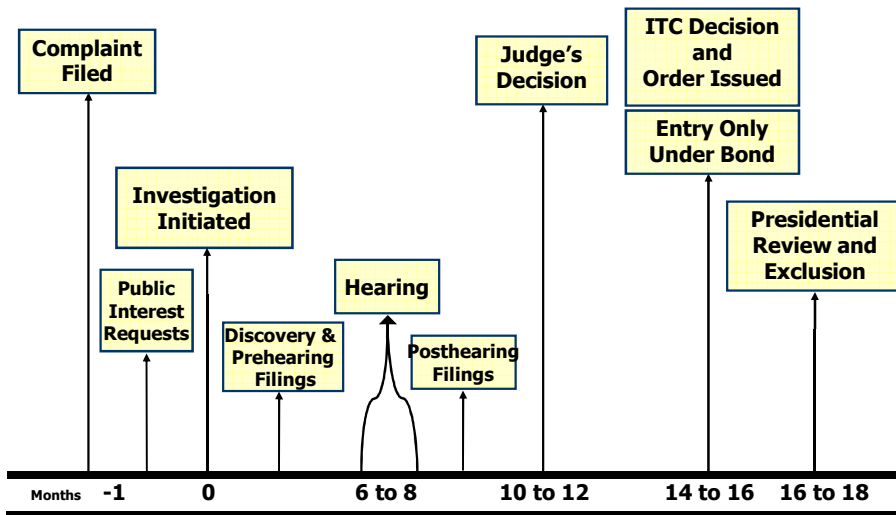 Complaint
Filed
Public
Interest
Requests
Investigation
Initiated
Discovery &
Prehearing
Filings
Hearing
Posthearing
Filings
Judge's
Decision
ITC Decision
and
Order Issued
Entry Only
Under Bond
Presidential
Review and
Exclusion
Months -1 0 6 to 8 10 to 12 14 to 16 16 to 18